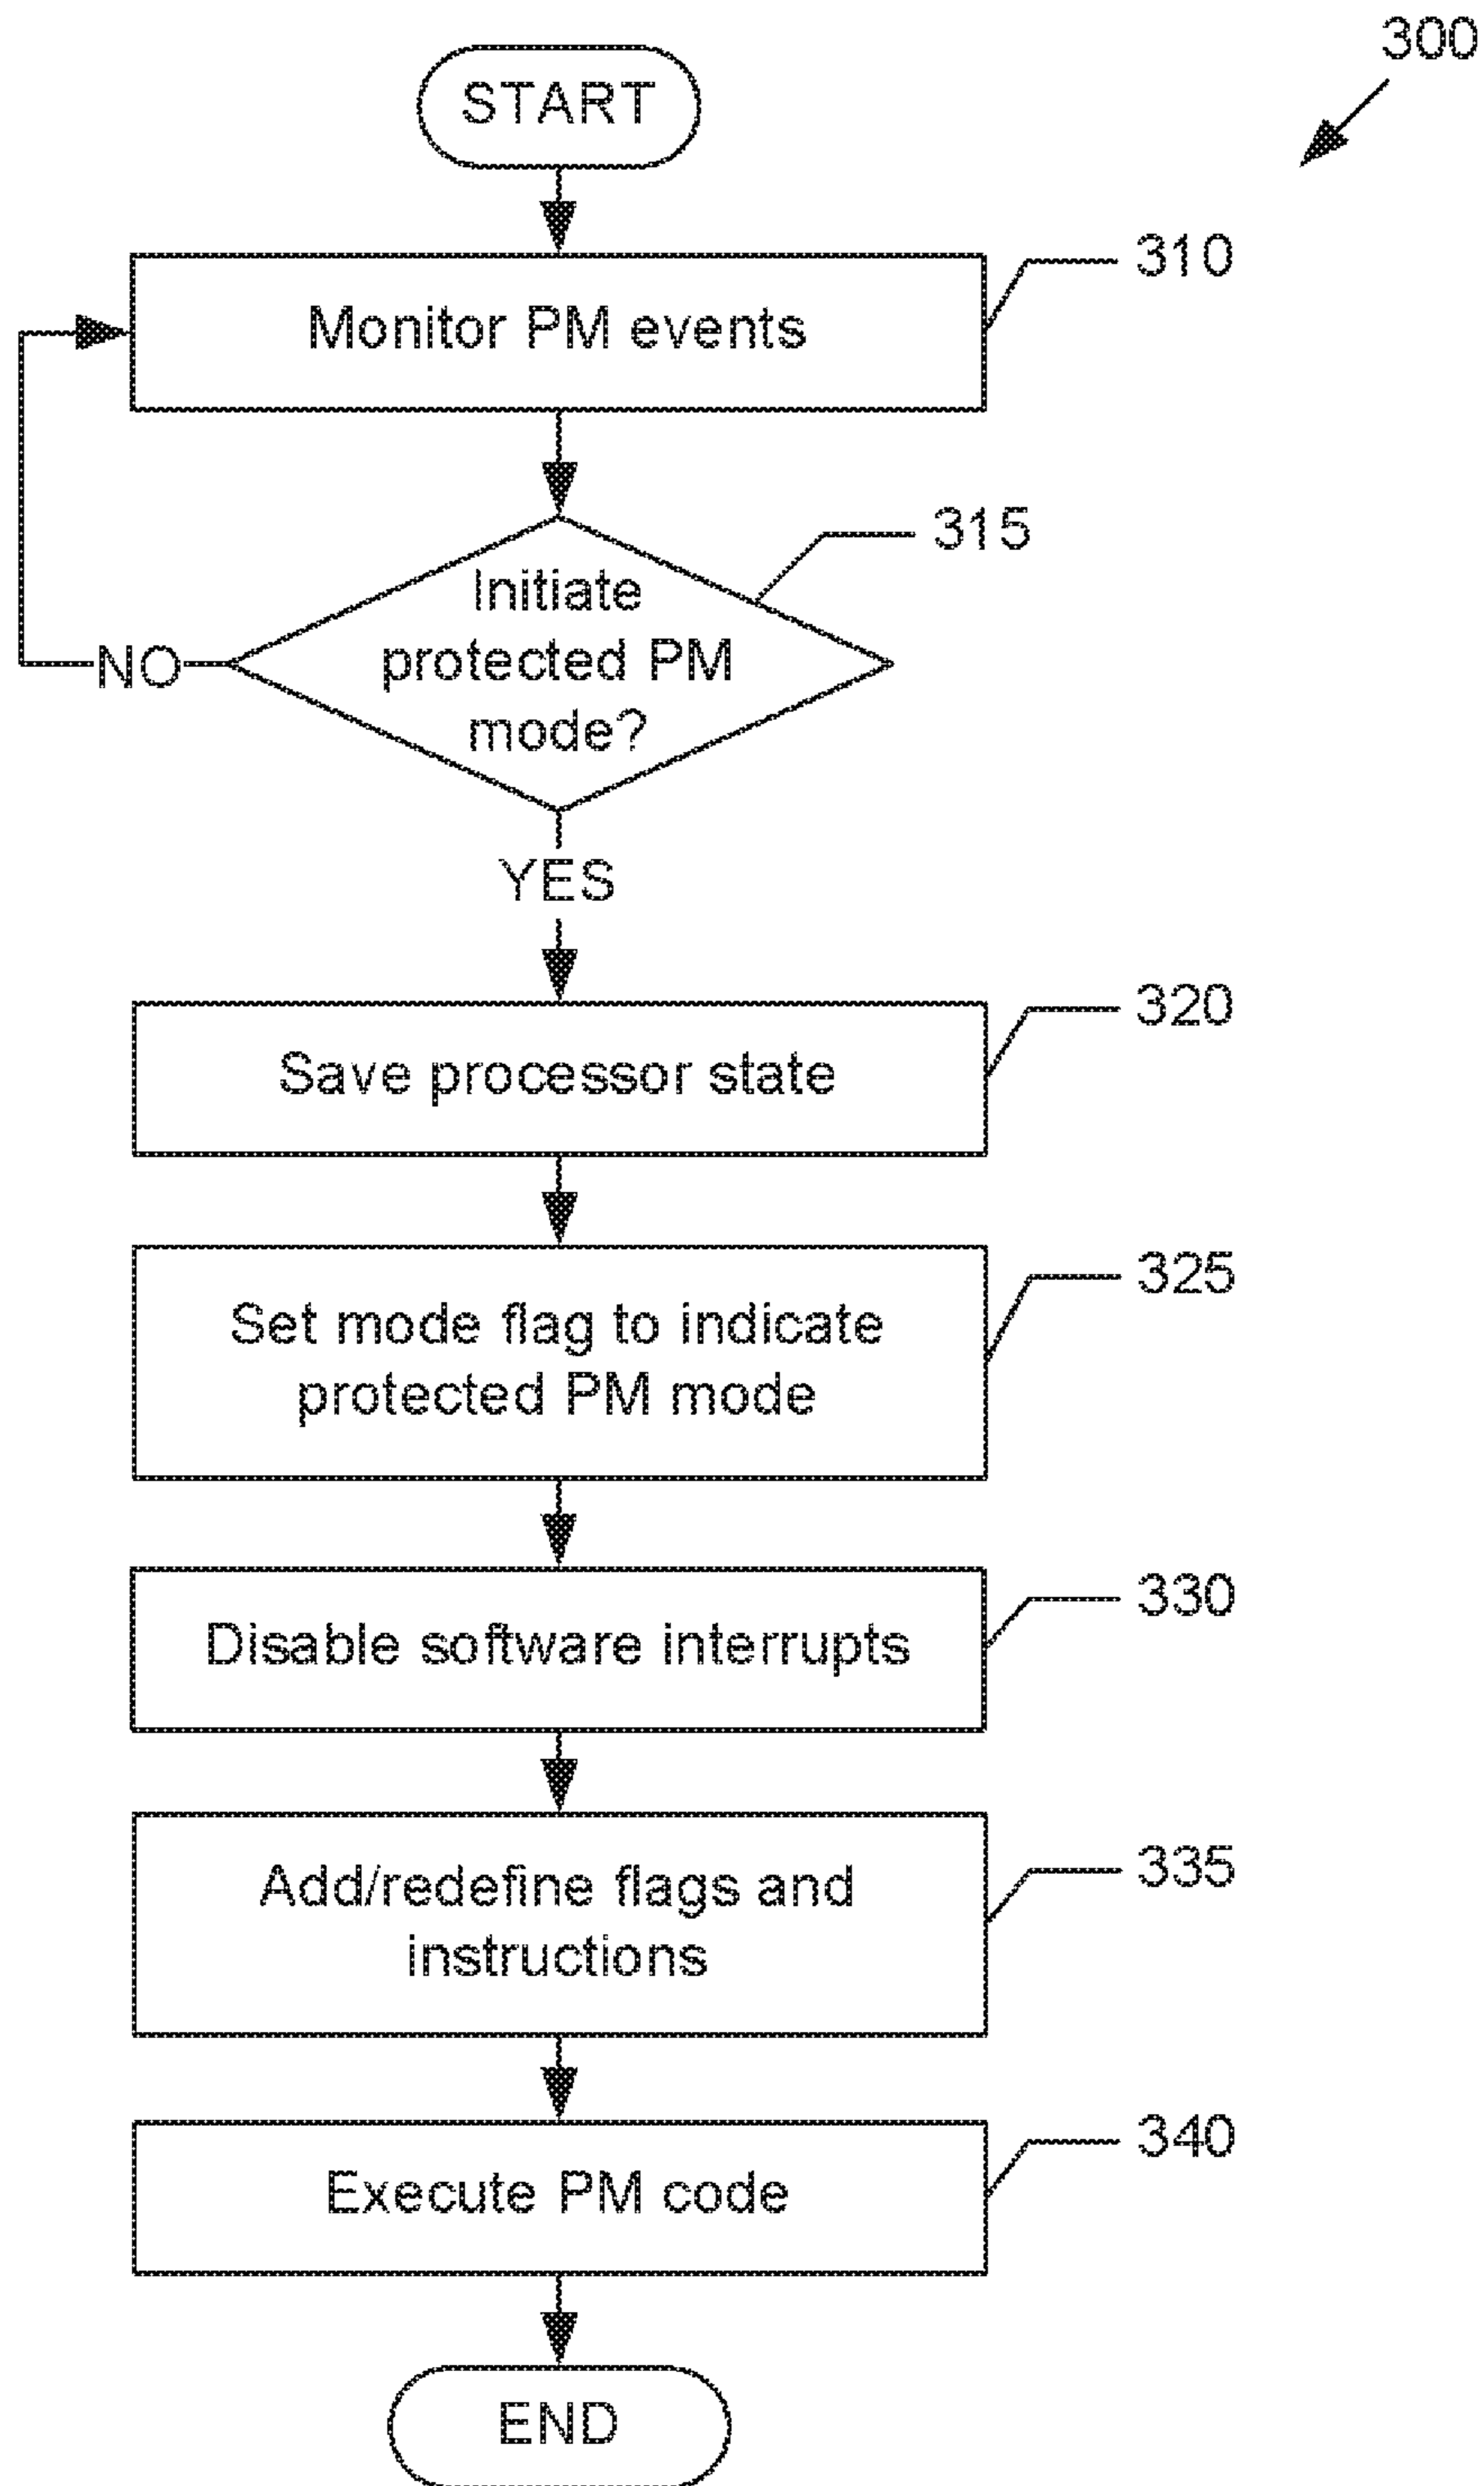 300
START
Monitor PM events
310
315
Initiate
protected PM
mode?
NO
YES
Save processor state
320
Set mode flag to indicate
protected PM mode
325
Disable software interrupts
330
Add/redefine flags and
instructions
335
Execute PM code
340
END